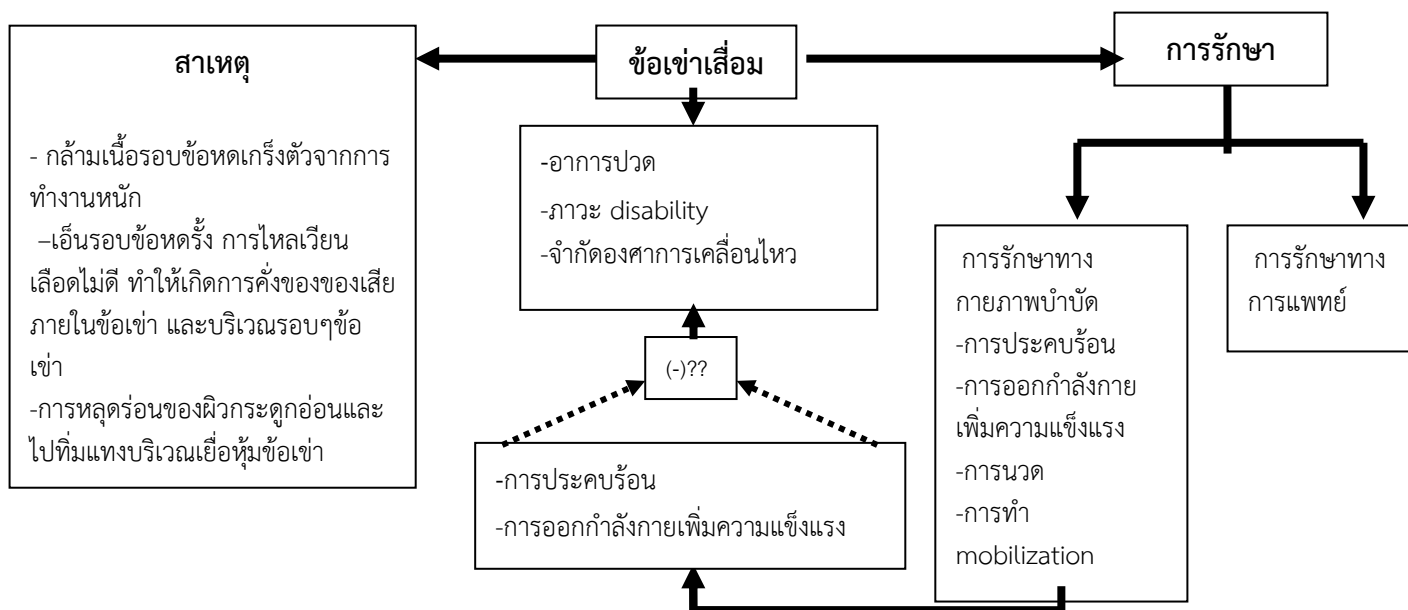 สาเหตุ
- กล้ามเนื้อรอบข้อหดเกร็งตัวจากการ
ทำงานหนัก
–เอ็นรอบข้อหดรั้ง การไหลเวียน
เลือดไม่ดี ทำให้เกิดการคั่งของของเสีย
ภายในข้อเข่า และบริเวณรอบๆข้อ
เข่า
-การหลุดร่อนของผิวกระดูกอ่อนและ
ไปทิ่มแทงบริเวณเยื่อหุ้มข้อเข่า
ข้อเข่าเสื่อม
-อาการปวด
-ภาวะ disability
-จำกัดองศาการเคลื่อนไหว
(-)??
-การประคบร้อน
-การออกกำลังกายเพิ่มความแข็งแรง
การรักษา
การรักษาทาง
กายภาพบำบัด
-การประคบร้อน
-การออกกำลังกาย
เพิ่มความแข็งแรง
-การนวด
-การทำ
mobilization
การรักษาทาง
การแพทย์